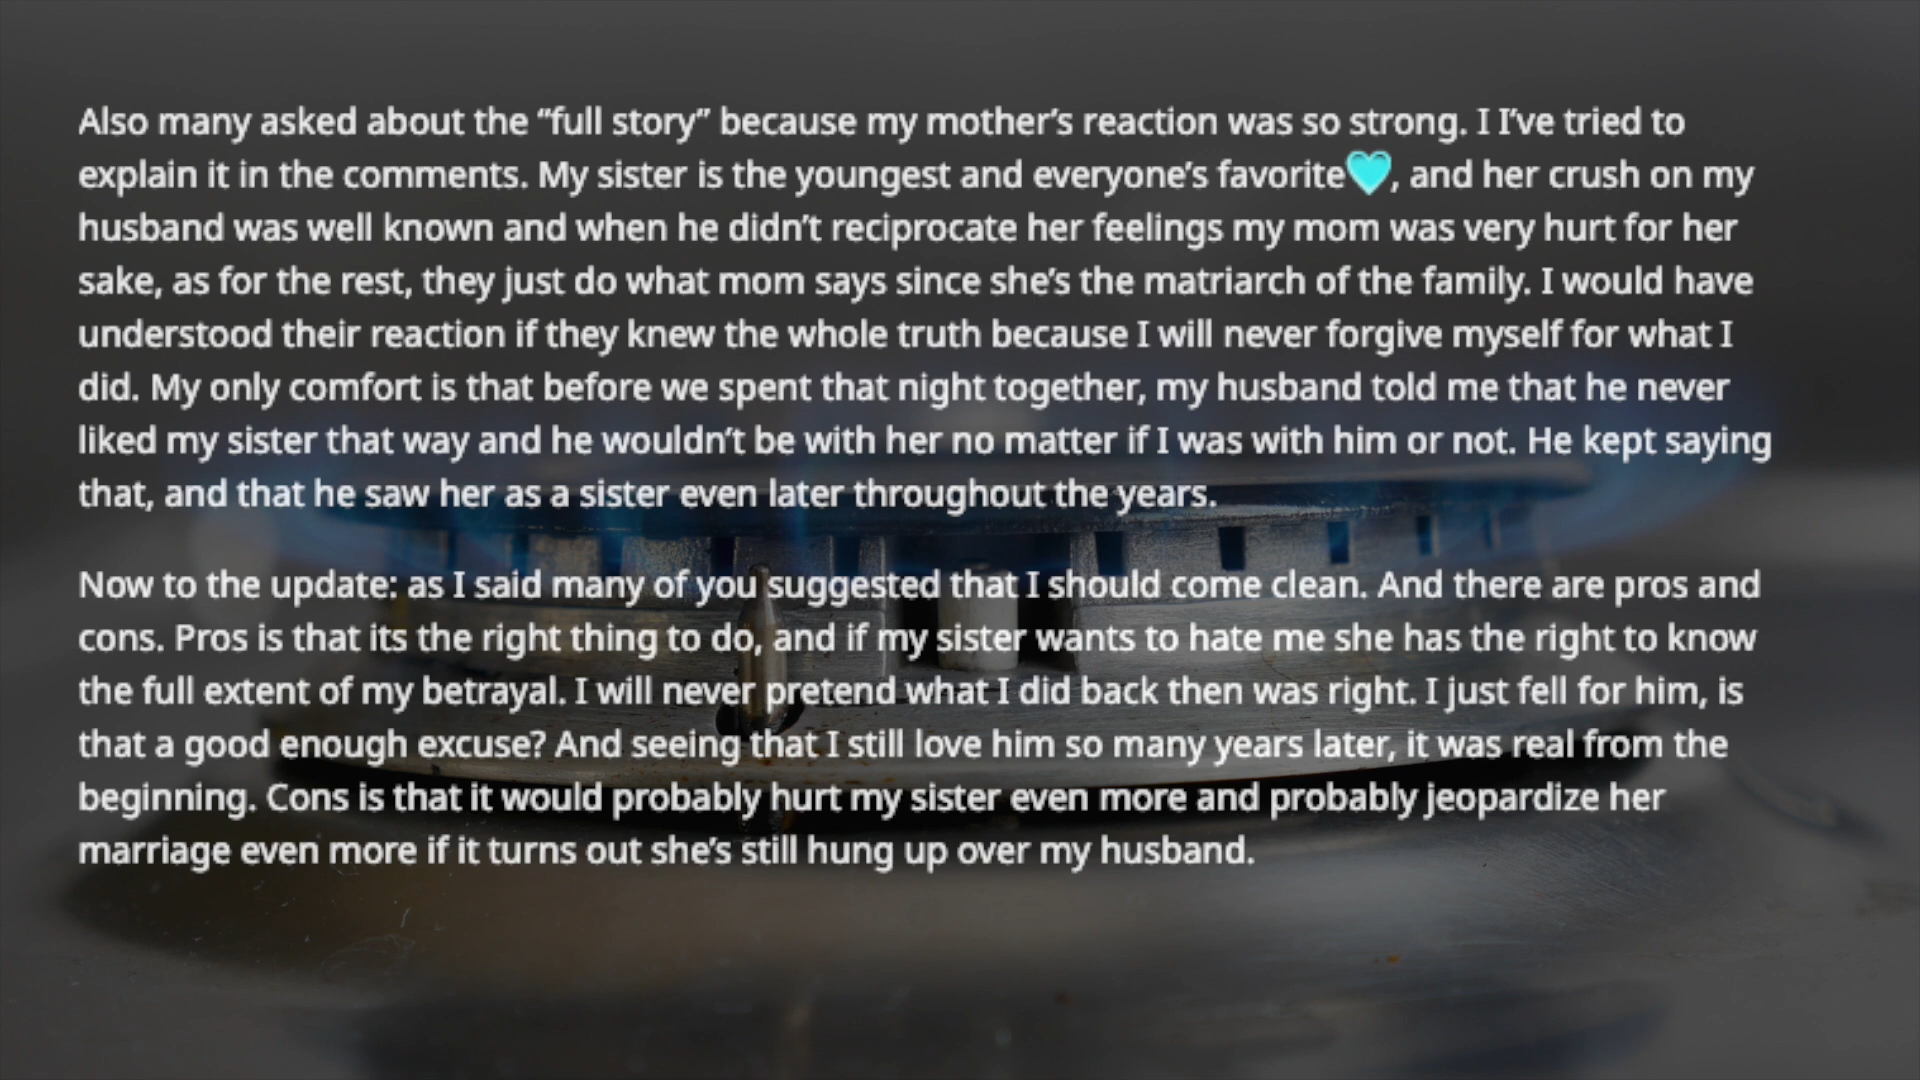 Also many asked about the “full story” because my mother’s reaction was so strong. I I’ve tried to
explain it in the comments. My sister is the youngest and everyone’s favorite🩵, and her crush on my
husband was well known and when he didn’t reciprocate her feelings my mom was very hurt for her
sake, as for the rest, they just do what mom says since she’s the matriarch of the family. I would have
understood their reaction if they knew the whole truth because I will never forgive myself for what I
did. My only comfort is that before we spent that night together, my husband told me that he never
liked my sister that way and he wouldn’t be with her no matter if I was with him or not. He kept saying
that, and that he saw her as a sister even later throughout the years.
Now to the update: as I said many of you suggested that I should come clean. And there are pros and
cons. Pros is that its the right thing to do, and if my sister wants to hate me she has the right to know
the full extent of my betrayal. I will never pretend what I did back then was right. I just fell for him, is
that a good enough excuse? And seeing that I still love him so many years later, it was real from the
beginning. Cons is that it would probably hurt my sister even more and probably jeopardize her
marriage even more if it turns out she’s still hung up over my husband.